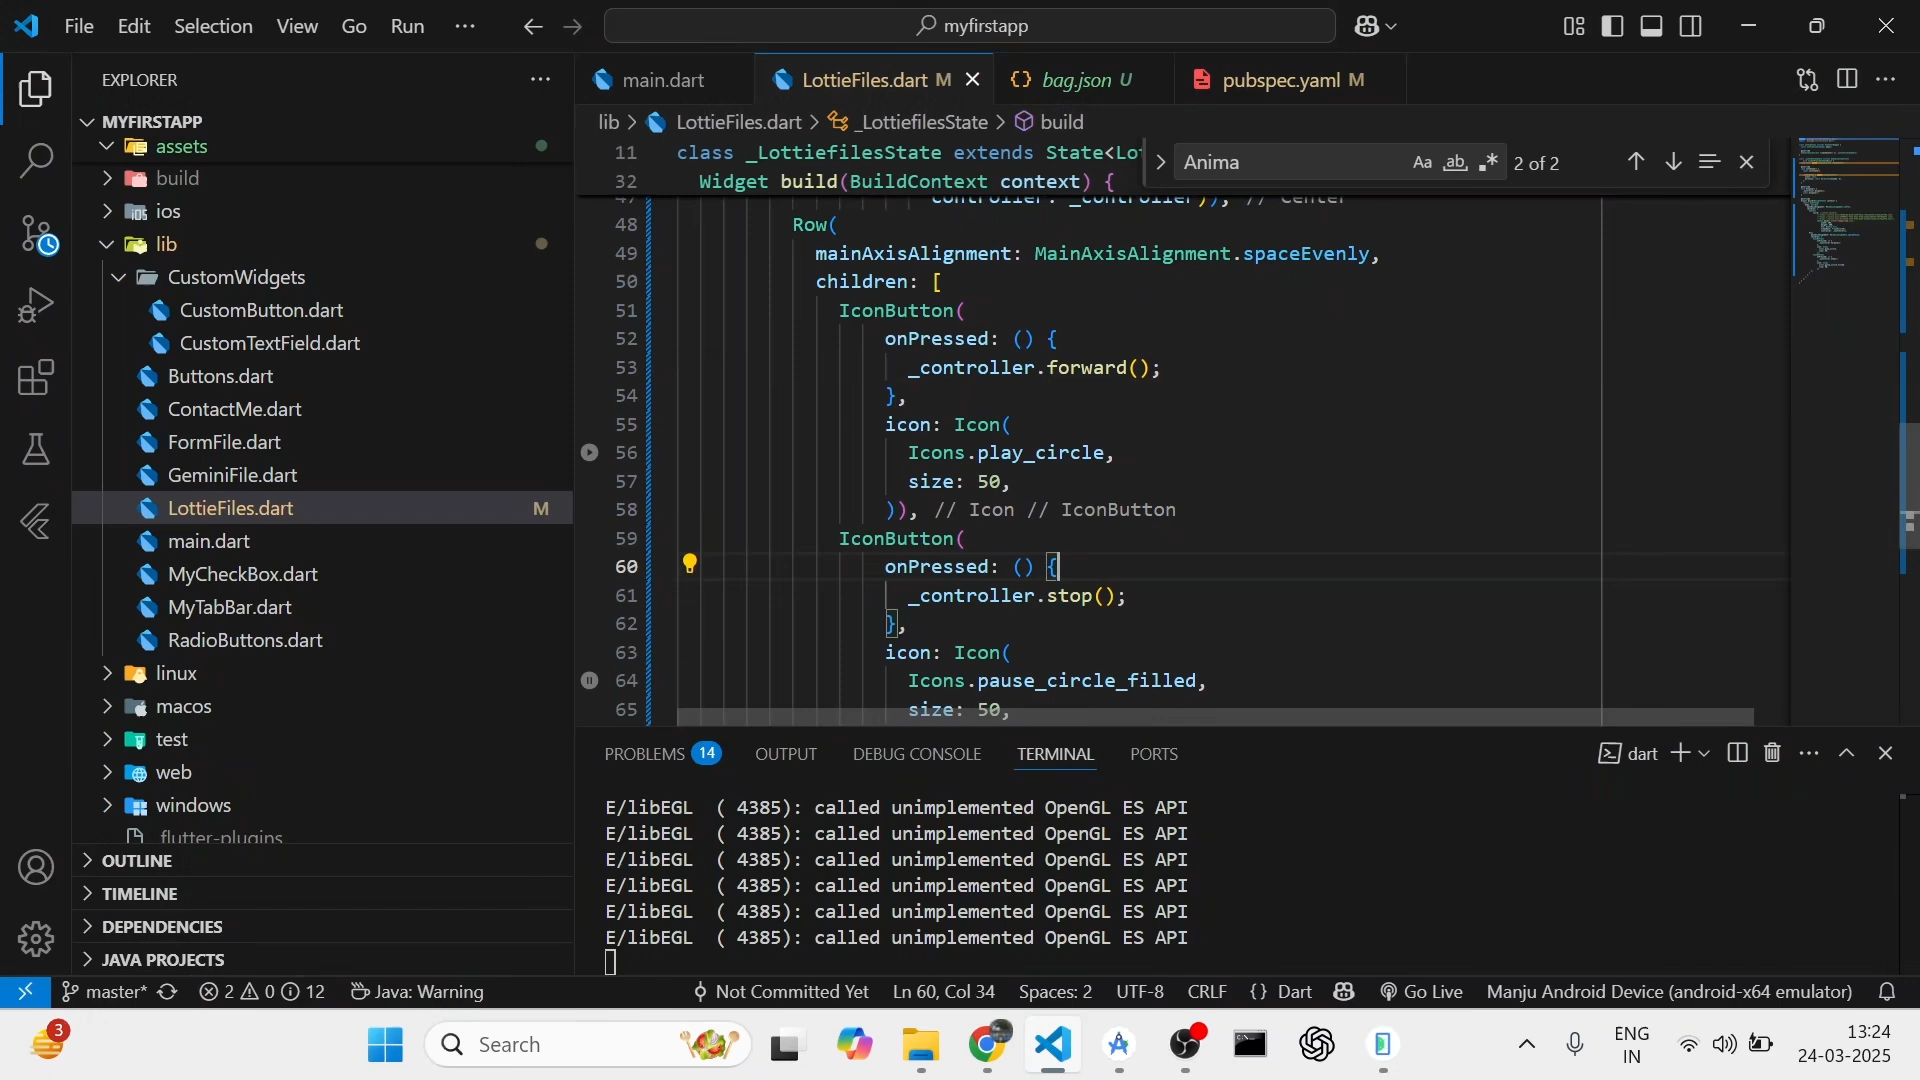 File Edit Selection View Go Run ··· myfirstapp
EXPLORER
MYFIRSTAPP
assets
build
ios
lib
CustomWidgets
CustomButton.dart
CustomTextField.dart
Buttons.dart
ContactMe.dart
FormFile.dart
GeminiFile.dart
LottieFiles.dart M
main.dart
MyCheckBox.dart
MyTabBar.dart
RadioButtons.dart
linux
macos
test
web
windows
.flutter-plugins
OUTLINE
TIMELINE
DEPENDENCIES
JAVA PROJECTS
main.dart LottieFiles.dart M bag.json U pubspec.yaml M
lib > LottieFiles.dart > _LottiefilesState > build
Anima Aa ab 2 of 2
11 class _LottiefilesState extends State<Lot
32 Widget build(BuildContext context) {
47 controller: _controller)), // Center
48 Row(
49 mainAxisAlignment: MainAxisAlignment.spaceEvenly,
50 children: [
51 IconButton(
52 onPressed: () {
53 _controller.forward();
54 },
55 icon: Icon(
56 Icons.play_circle,
57 size: 50,
58 )), // Icon // IconButton
59 IconButton(
60 onPressed: () {
61 _controller.stop();
62 },
63 icon: Icon(
64 Icons.pause_circle_filled,
65 size: 50,
PROBLEMS 14 OUTPUT DEBUG CONSOLE TERMINAL PORTS dart
E/libEGL  ( 4385): called unimplemented OpenGL ES API
E/libEGL  ( 4385): called unimplemented OpenGL ES API
E/libEGL  ( 4385): called unimplemented OpenGL ES API
E/libEGL  ( 4385): called unimplemented OpenGL ES API
E/libEGL  ( 4385): called unimplemented OpenGL ES API
E/libEGL  ( 4385): called unimplemented OpenGL ES API
master* 2 0 12 Java: Warning Not Committed Yet Ln 60, Col 34 Spaces: 2 UTF-8 CRLF {} Dart Go Live Manju Android Device (android-x64 emulator)
3 Search ENG IN 13:24 24-03-2025